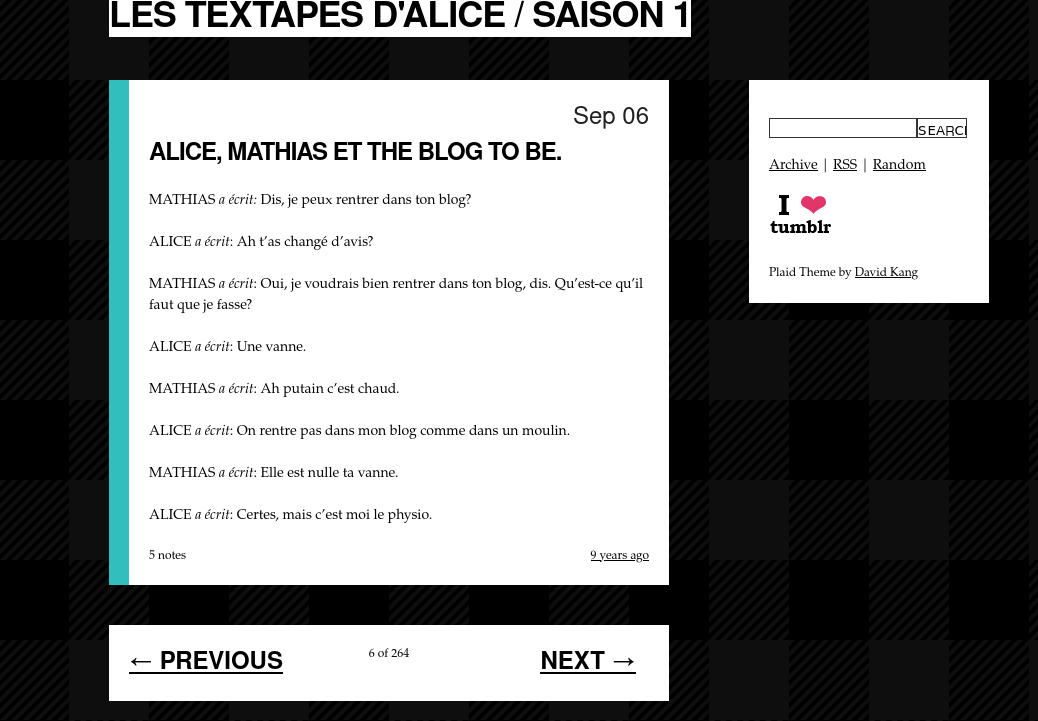 LES TEXTAPES D'ALICE / SAISON 1
Sep 06
ALICE, MATHIAS ET THE BLOG TO BE.
MATHIAS a écrit: Dis, je peux rentrer dans ton blog?
ALICE a écrit: Ah t’as changé d’avis?
MATHIAS a écrit: Oui, je voudrais bien rentrer dans ton blog, dis. Qu’est-ce qu’il
faut que je fasse?
ALICE a écrit: Une vanne.
MATHIAS a écrit: Ah putain c’est chaud.
ALICE a écrit: On rentre pas dans mon blog comme dans un moulin.
MATHIAS a écrit: Elle est nulle ta vanne.
ALICE a écrit: Certes, mais c’est moi le physio.
5 notes
9 years ago
← PREVIOUS
6 of 264
NEXT →
SEARC
Archive | RSS | Random
I ❤
tumblr
Plaid Theme by David Kang